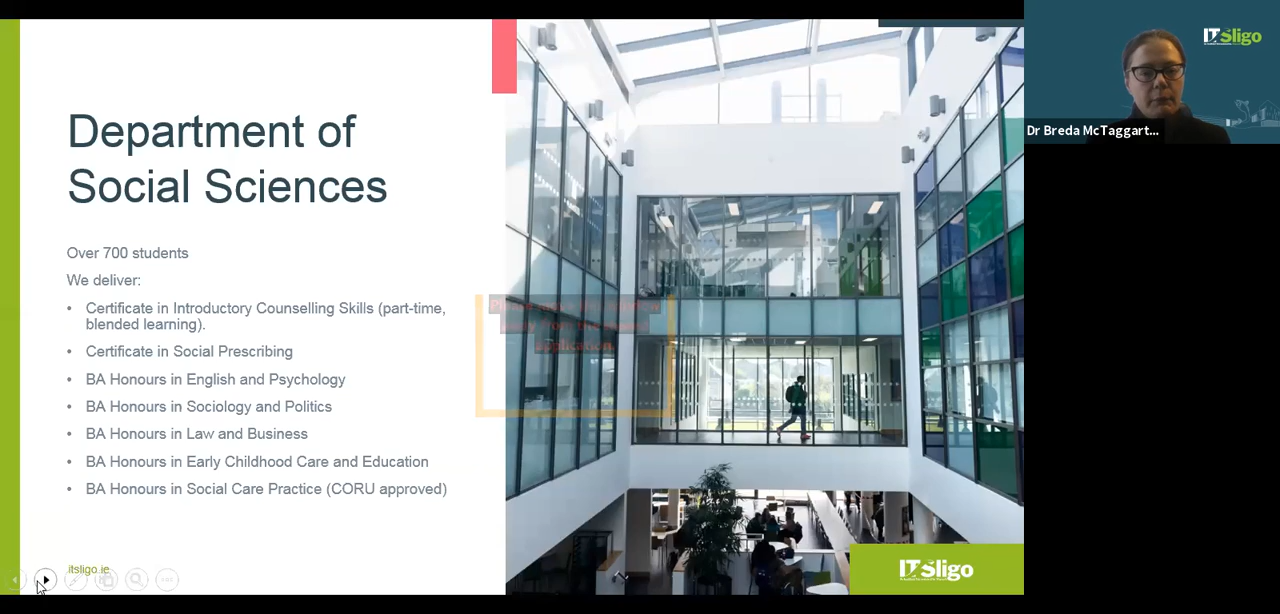 Department of
Social Sciences
Over 700 students
We deliver:
• Certificate in Introductory Counselling Skills (part-time,
blended learning).
• Certificate in Social Prescribing
• BA Honours in English and Psychology
• BA Honours in Sociology and Politics
• BA Honours in Law and Business
• BA Honours in Early Childhood Care and Education
• BA Honours in Social Care Practice (CORU approved)
itsligo.ie
application.
IT Sligo
IT Sligo
Dr Breda McTaggart...